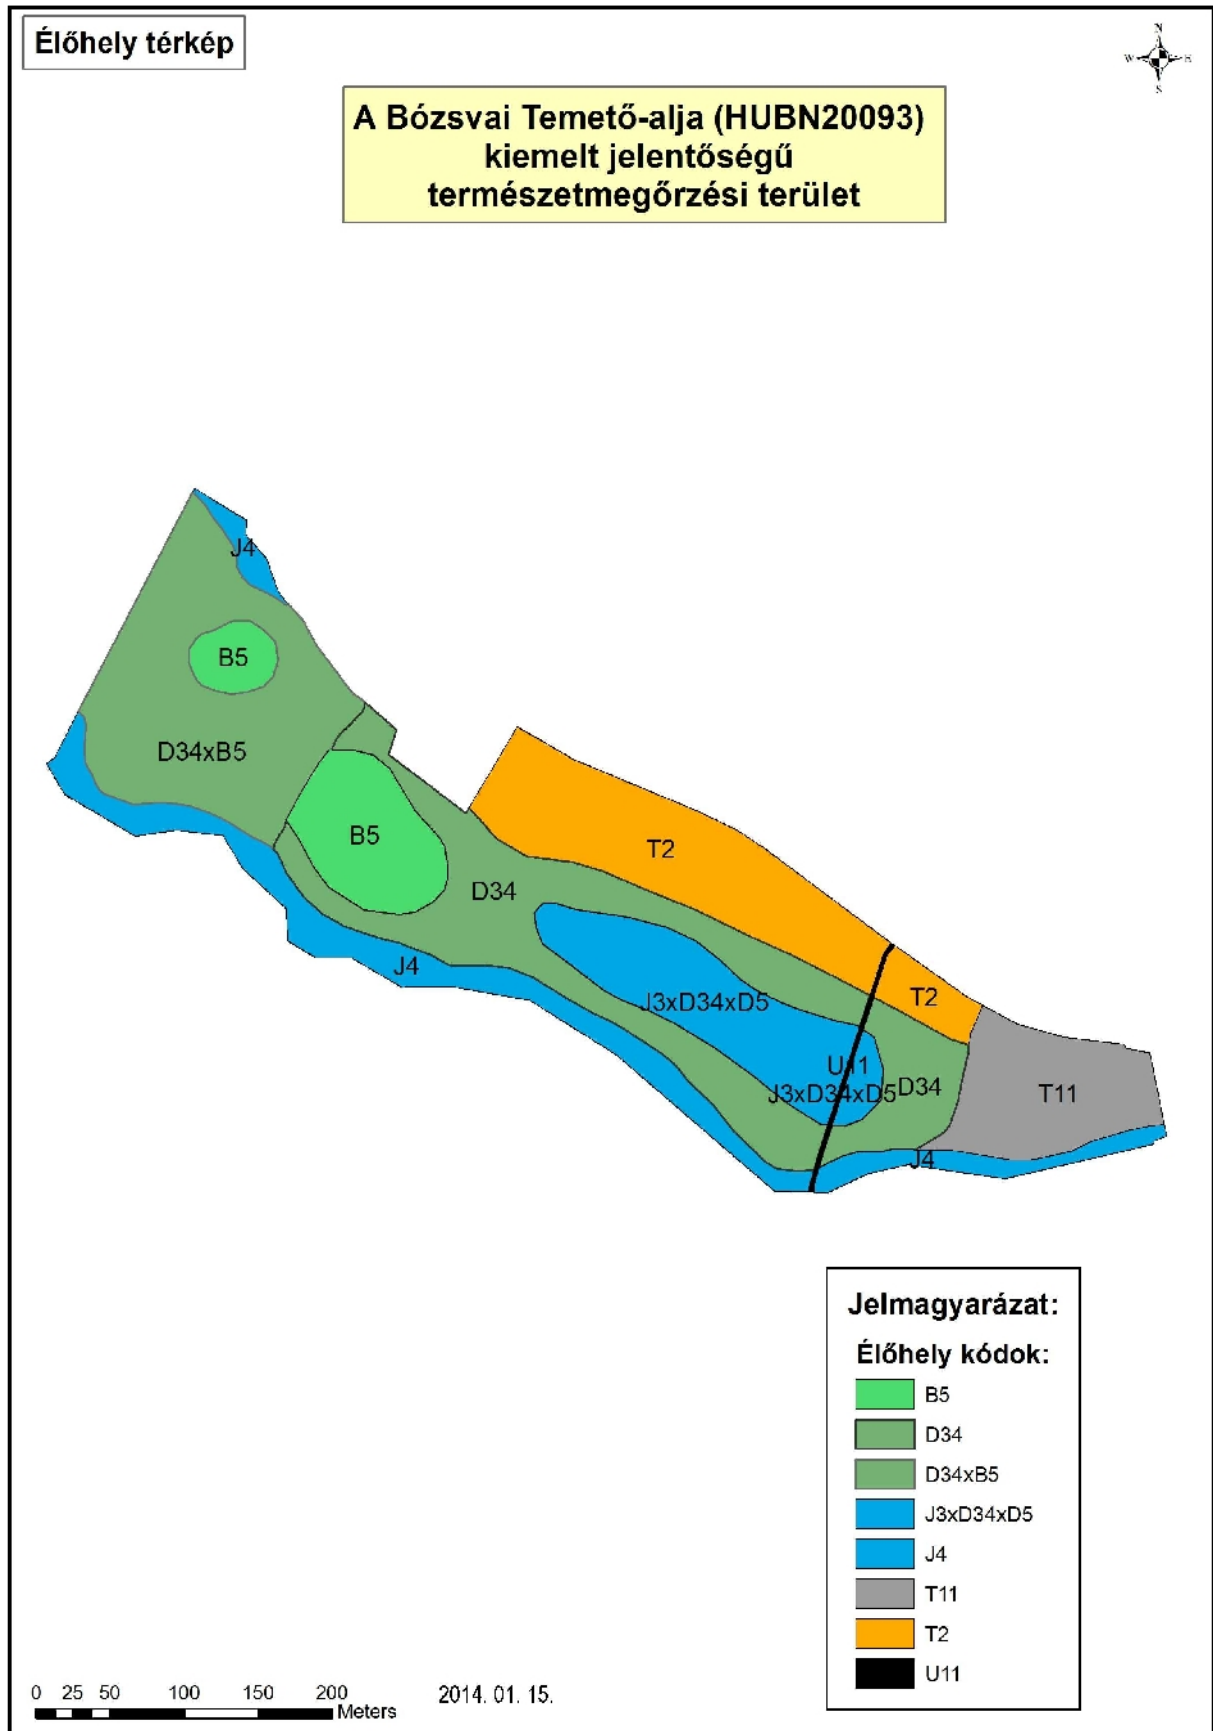 Élőhely térkép
N
W E
S
A Bózsvai Temető-alja (HUBN20093)
kiemelt jelentőségű
természetmegőrzési terület
J4
B5
D34xB5
B5
T2
D34
J4
J3xD34xD5
T2
U11
J3xD34xD5
D34
T11
J4
Jelmagyarázat:
Élőhely kódok:
B5
D34
D34xB5
J3xD34xD5
J4
T11
T2
U11
0 25 50 100 150 200
Meters
2014. 01. 15.